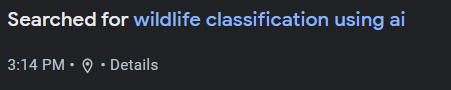 Searched for wildlife classification using ai
3:14 PM • • Details